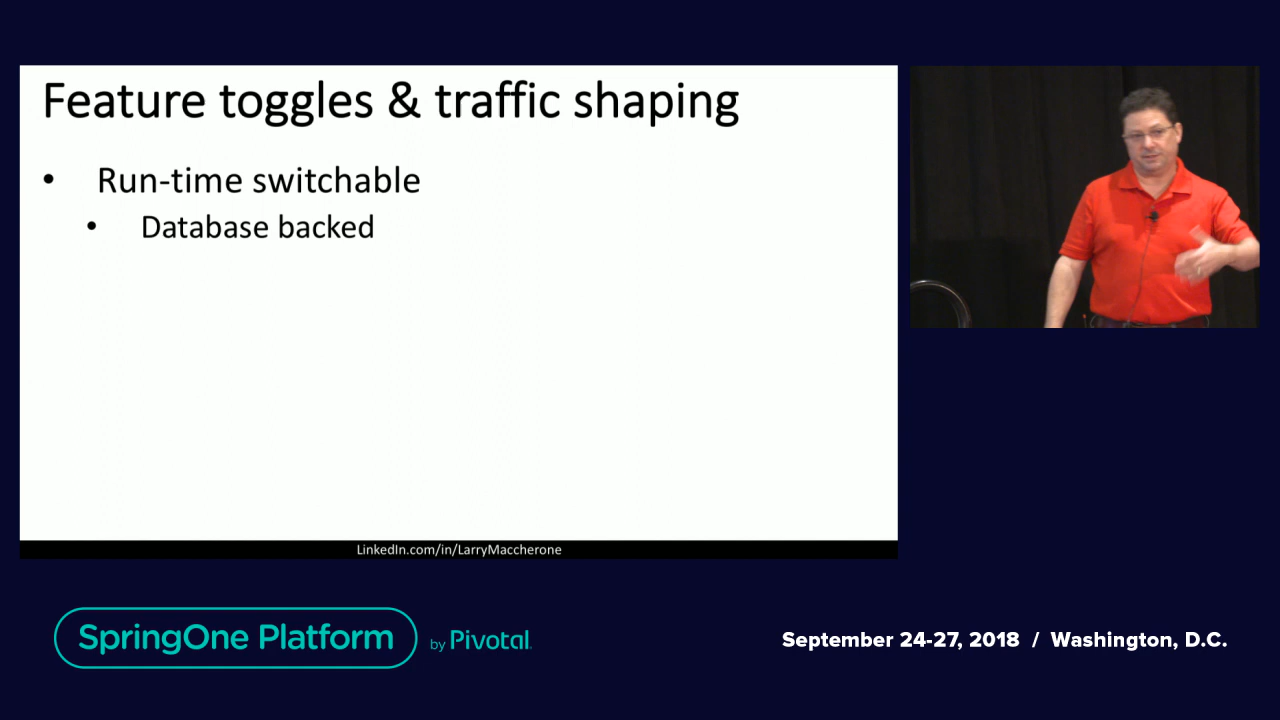 Feature toggles & traffic shaping
• Run-time switchable
• Database backed
LinkedIn.com/in/LarryMaccherone
SpringOne Platform by Pivotal.
September 24-27, 2018 / Washington, D.C.